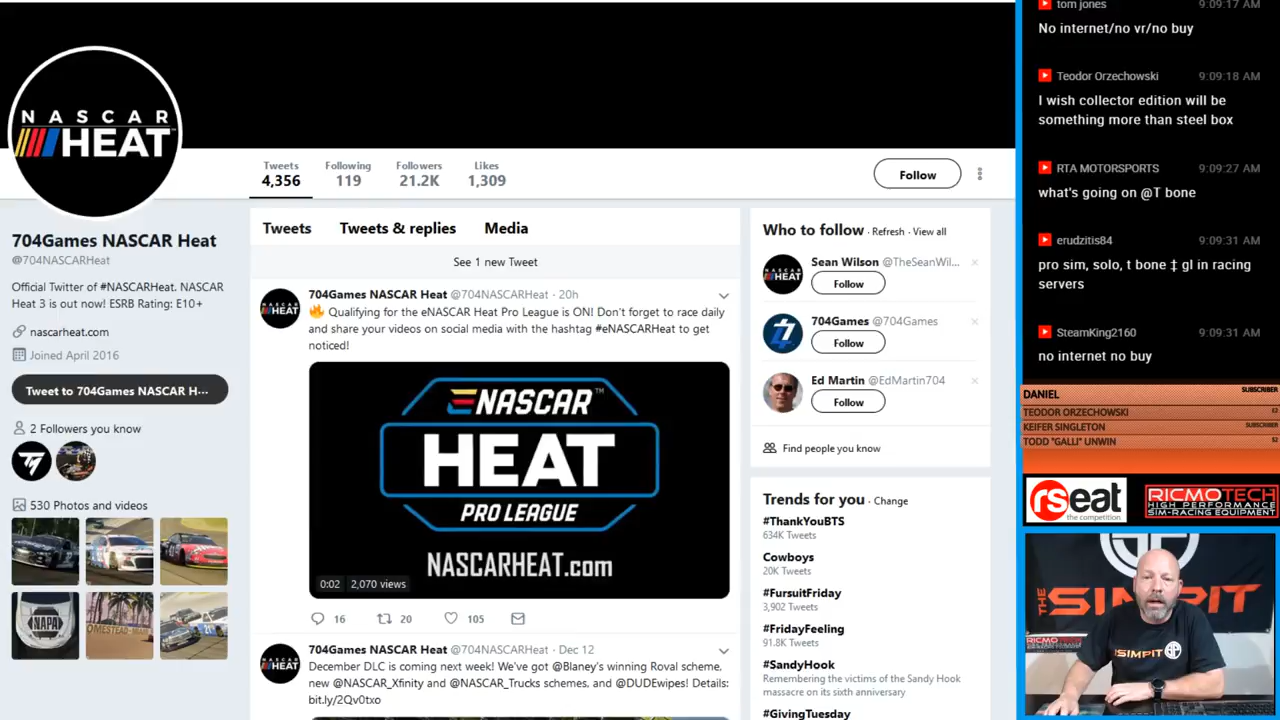 NASCAR
HEAT
Tweets
4,356
Following
119
Followers
21.2K
Likes
1,309
Follow
704Games NASCAR Heat
@704NASCARHeat
Official Twitter of #NASCARHeat. NASCAR
Heat 3 is out now! ESRB Rating: E10+
nascarheat.com
Joined April 2016
Tweet to 704Games NASCAR H···
2 Followers you know
530 Photos and videos
NAPA
OMESTEAD-MIAMI
Tweets
Tweets & replies
Media
See 1 new Tweet
704Games NASCAR Heat @704NASCARHeat · 20h
🔥 Qualifying for the eNASCAR Heat Pro League is ON! Don't forget to race daily
and share your videos on social media with the hashtag #eNASCARHeat to get
noticed!
eNASCAR™
HEAT
PRO LEAGUE
NASCARHEAT.com
0:02 2,070 views
16 20 105
704Games NASCAR Heat @704NASCARHeat · Dec 12
December DLC is coming next week! We've got @Blaney's winning Roval scheme,
new @NASCAR_Xfinity and @NASCAR_Trucks schemes, and @DUDEwipes! Details:
bit.ly/2Qv0txo
Who to follow · Refresh · View all
Sean Wilson @TheSeanWil...
Follow
704Games @704Games
Follow
Ed Martin @EdMartin704
Follow
Find people you know
Trends for you · Change
#ThankYouBTS
634K Tweets
Cowboys
20K Tweets
#FursuitFriday
3,902 Tweets
#FridayFeeling
91.8K Tweets
#SandyHook
Remembering the victims of the Sandy Hook
massacre on its sixth anniversary
#GivingTuesday
tom jones 9:09:17 AM
No internet/no vr/no buy
Teodor Orzechowski 9:09:18 AM
I wish collector edition will be
something more than steel box
RTA MOTORSPORTS 9:09:27 AM
what's going on @T bone
erudzitis84 9:09:31 AM
pro sim, solo, t bone ‡ gl in racing
servers
SteamKing2160 9:09:31 AM
no internet no buy
DANIEL SUBSCRIBER
TEODOR ORZECHOWSKI
KEIFER SINGLETON SUBSCRIBER
TODD "GALLI" UNWIN
rseat
the competition.
RICMOTECH
HIGH PERFORMANCE
SIM-RACING EQUIPMENT
THE SIMPIT
RICMOTECH
SIMPIT